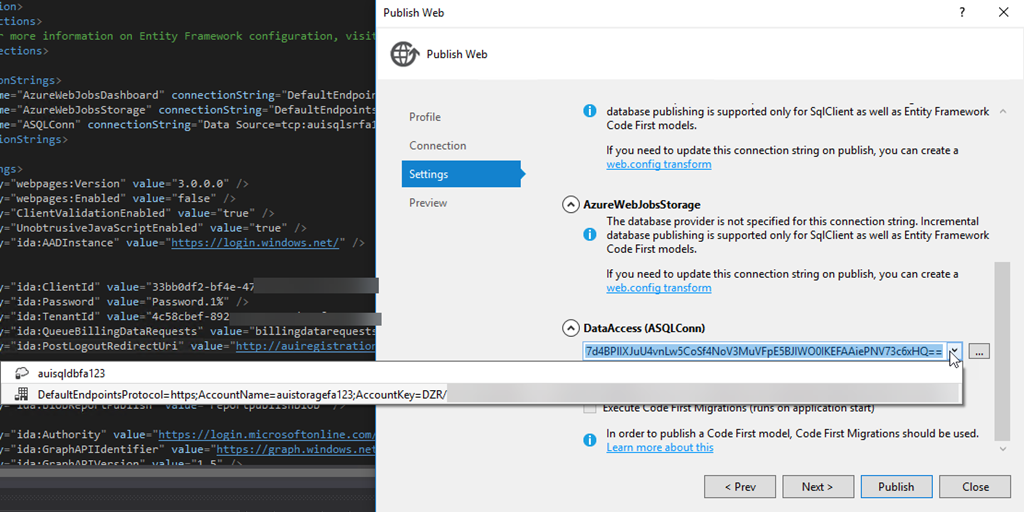 ion>
ctions>
r more information on Entity Framework configuration, visit
ections>
onStrings>
me="AzureWebJobsDashboard" connectionString="DefaultEndpoin
me="AzureWebJobsStorage" connectionString="DefaultEndpoints
me="ASQLConn" connectionString="Data Source=tcp:auisqlsrfa1
ionStrings>
ngs>
y="webpages:Version" value="3.0.0.0" />
y="webpages:Enabled" value="false" />
y="ClientValidationEnabled" value="true" />
y="UnobtrusiveJavaScriptEnabled" value="true" />
y="ida:AADInstance" value="https://login.windows.net/" />
y="ida:ClientId" value="33bb0df2-bf4e-47
y="ida:Password" value="Password.1%" />
y="ida:TenantId" value="4c58cbef-892
y="ida:QueueBillingDataRequests" value="billingdatarequests
y="ida:PostLogoutRedirectUri" value="http://auiregistration
auisqldbfa123
DefaultEndpointsProtocol=https;AccountName=auistoragefa123;AccountKey=DZR/
y="ida:Authority" value="https://login.microsoftonline.com/
y="ida:GraphAPIIdentifier" value="https://graph.windows.net
y="ida:GraphAPIVersion" value="1.5" />
Publish Web
?
Publish Web
Profile
Connection
Settings
Preview
database publishing is supported only for SqlClient as well as Entity Framework
Code First models.
If you need to update this connection string on publish, you can create a
web.config transform
AzureWebJobsStorage
The database provider is not specified for this connection string. Incremental
database publishing is supported only for SqlClient as well as Entity Framework
Code First models.
If you need to update this connection string on publish, you can create a
web.config transform
DataAccess (ASQLConn)
7d4BPIIXJuU4vnLw5CoSf4NoV3MuVFpE5BJIWO0IKEFAAiePNV73c6xHQ==
...
Execute Code First Migrations (runs on application start)
In order to publish a Code First model, Code First Migrations should be used.
Learn more about this
< Prev
Next >
Publish
Close